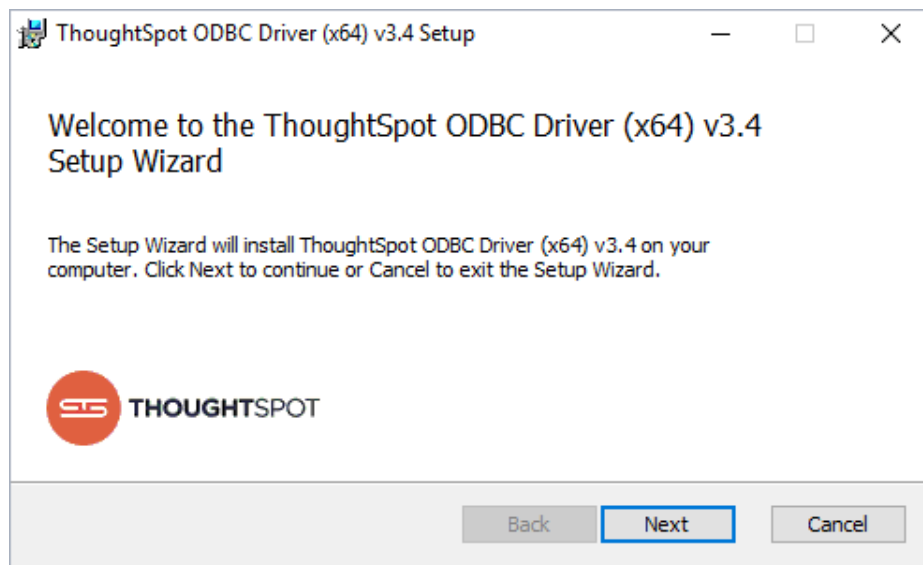 ThoughtSpot ODBC Driver (x64) v3.4 Setup
Welcome to the ThoughtSpot ODBC Driver (x64) v3.4
Setup Wizard
The Setup Wizard will install ThoughtSpot ODBC Driver (x64) v3.4 on your
computer. Click Next to continue or Cancel to exit the Setup Wizard.
THOUGHTSPOT
Back Next Cancel